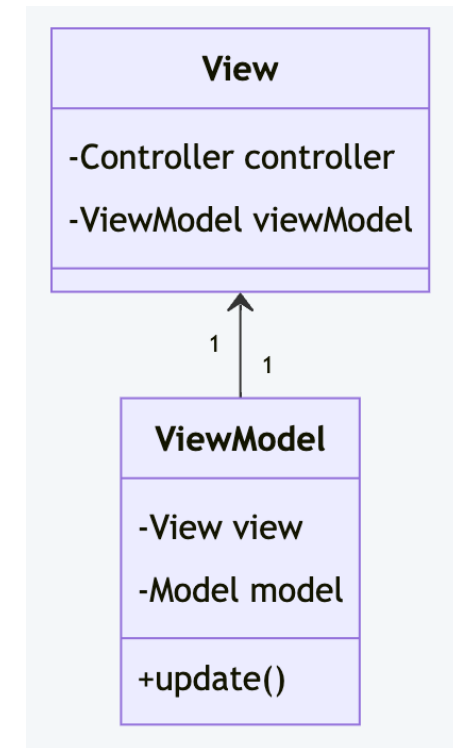 View
-Controller controller
-ViewModel viewModel
1
1
ViewModel
-View view
-Model model
+update()